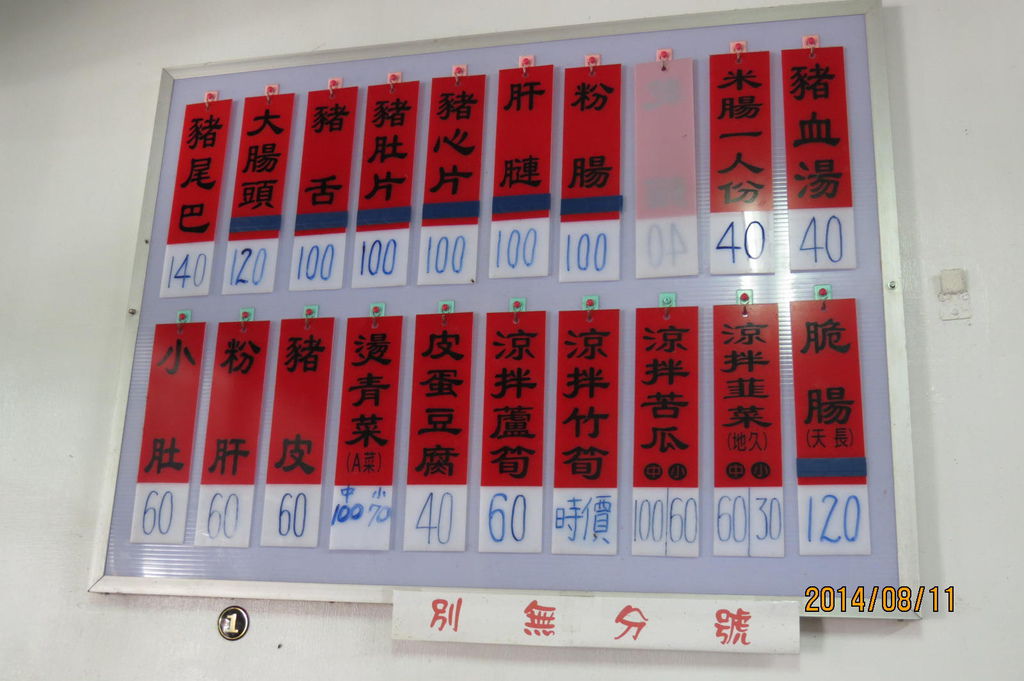 豬尾巴
140
大腸頭
120
豬舌
100
豬肚片
100
豬心片
100
肝腱
100
粉腸
100
米腸一人份
40
豬血湯
40
小肚
60
粉肝
60
豬皮
60
燙青菜
(A菜)
中 小
100 70
皮蛋豆腐
40
涼拌蘆筍
60
涼拌竹筍
時價
涼拌苦瓜
中 小
100 60
涼拌韮菜
(地久)
中 小
60 30
脆腸
(天長)
120
別無分號
1
2014/08/11